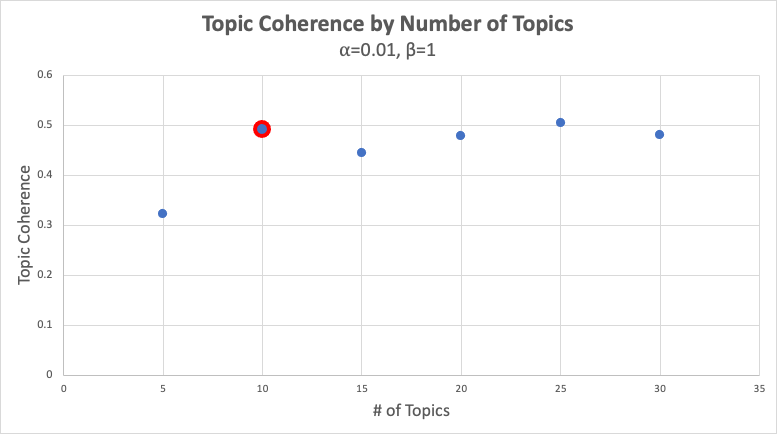 Topic Coherence by Number of Topics
α=0.01, β=1
Topic Coherence
0.6
0.5
0.4
0.3
0.2
0.1
0
0 5 10 15 20 25 30 35
# of Topics